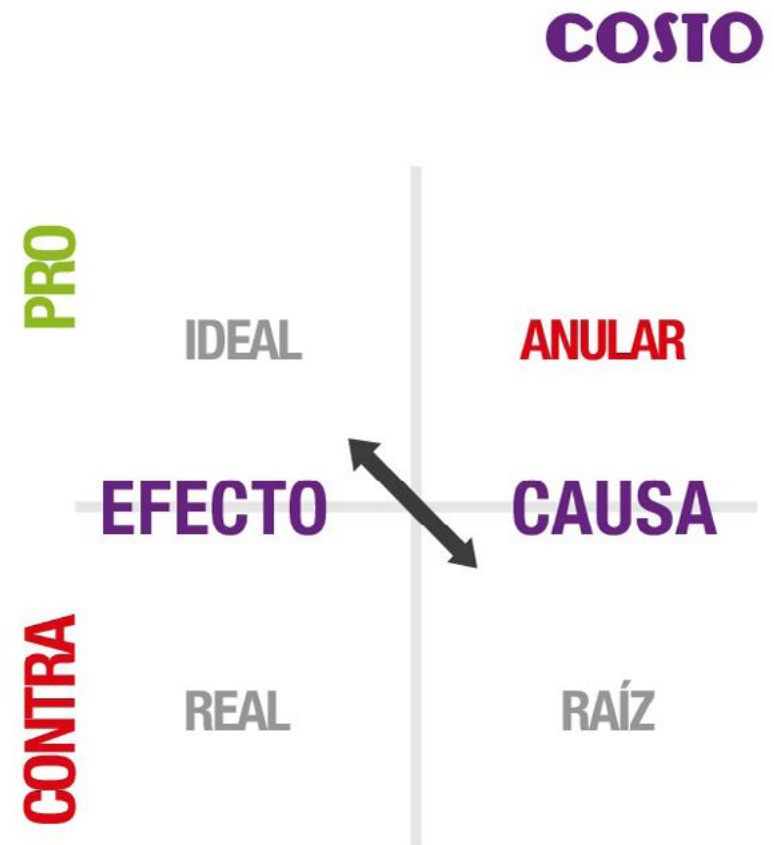 COSTO
PRO
IDEAL
ANULAR
EFECTO
CAUSA
CONTRA
REAL
RAÍZ